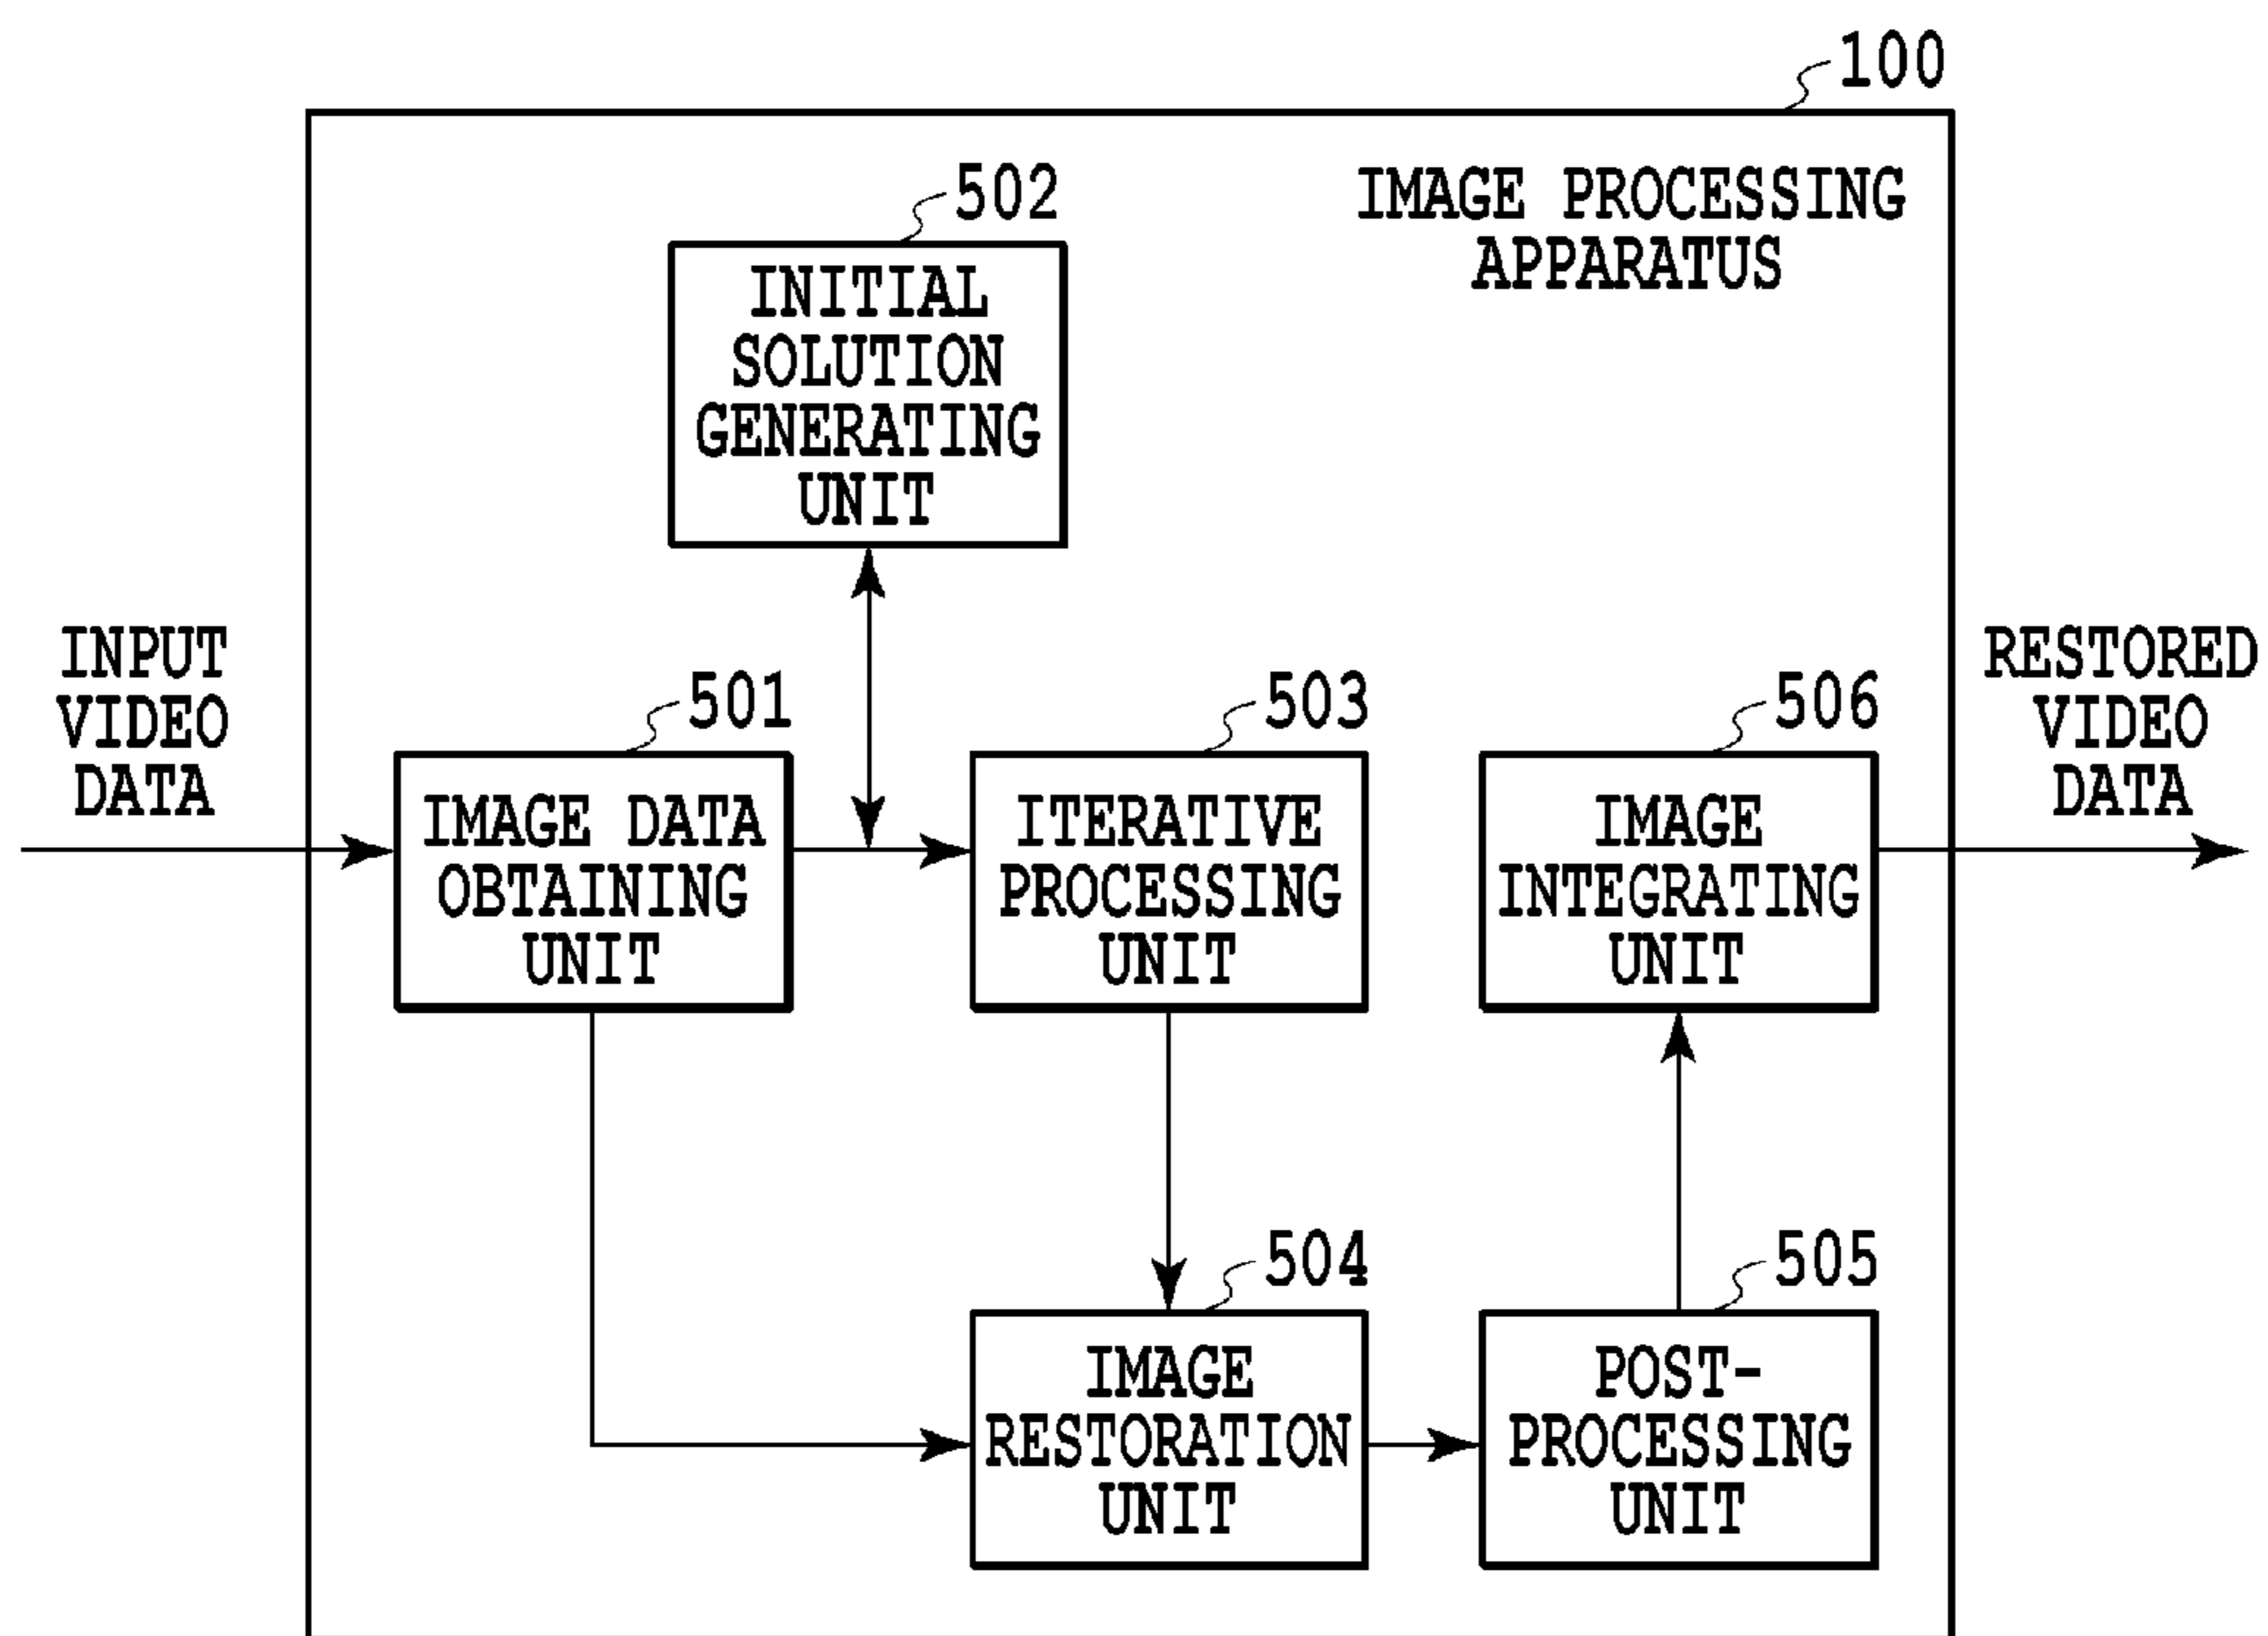 100
IMAGE PROCESSING
APPARATUS
502
INITIAL
SOLUTION
GENERATING
UNIT
INPUT
VIDEO
DATA
501
IMAGE DATA
OBTAINING
UNIT
503
ITERATIVE
PROCESSING
UNIT
506
IMAGE
INTEGRATING
UNIT
RESTORED
VIDEO
DATA
504
IMAGE
RESTORATION
UNIT
505
POST-
PROCESSING
UNIT